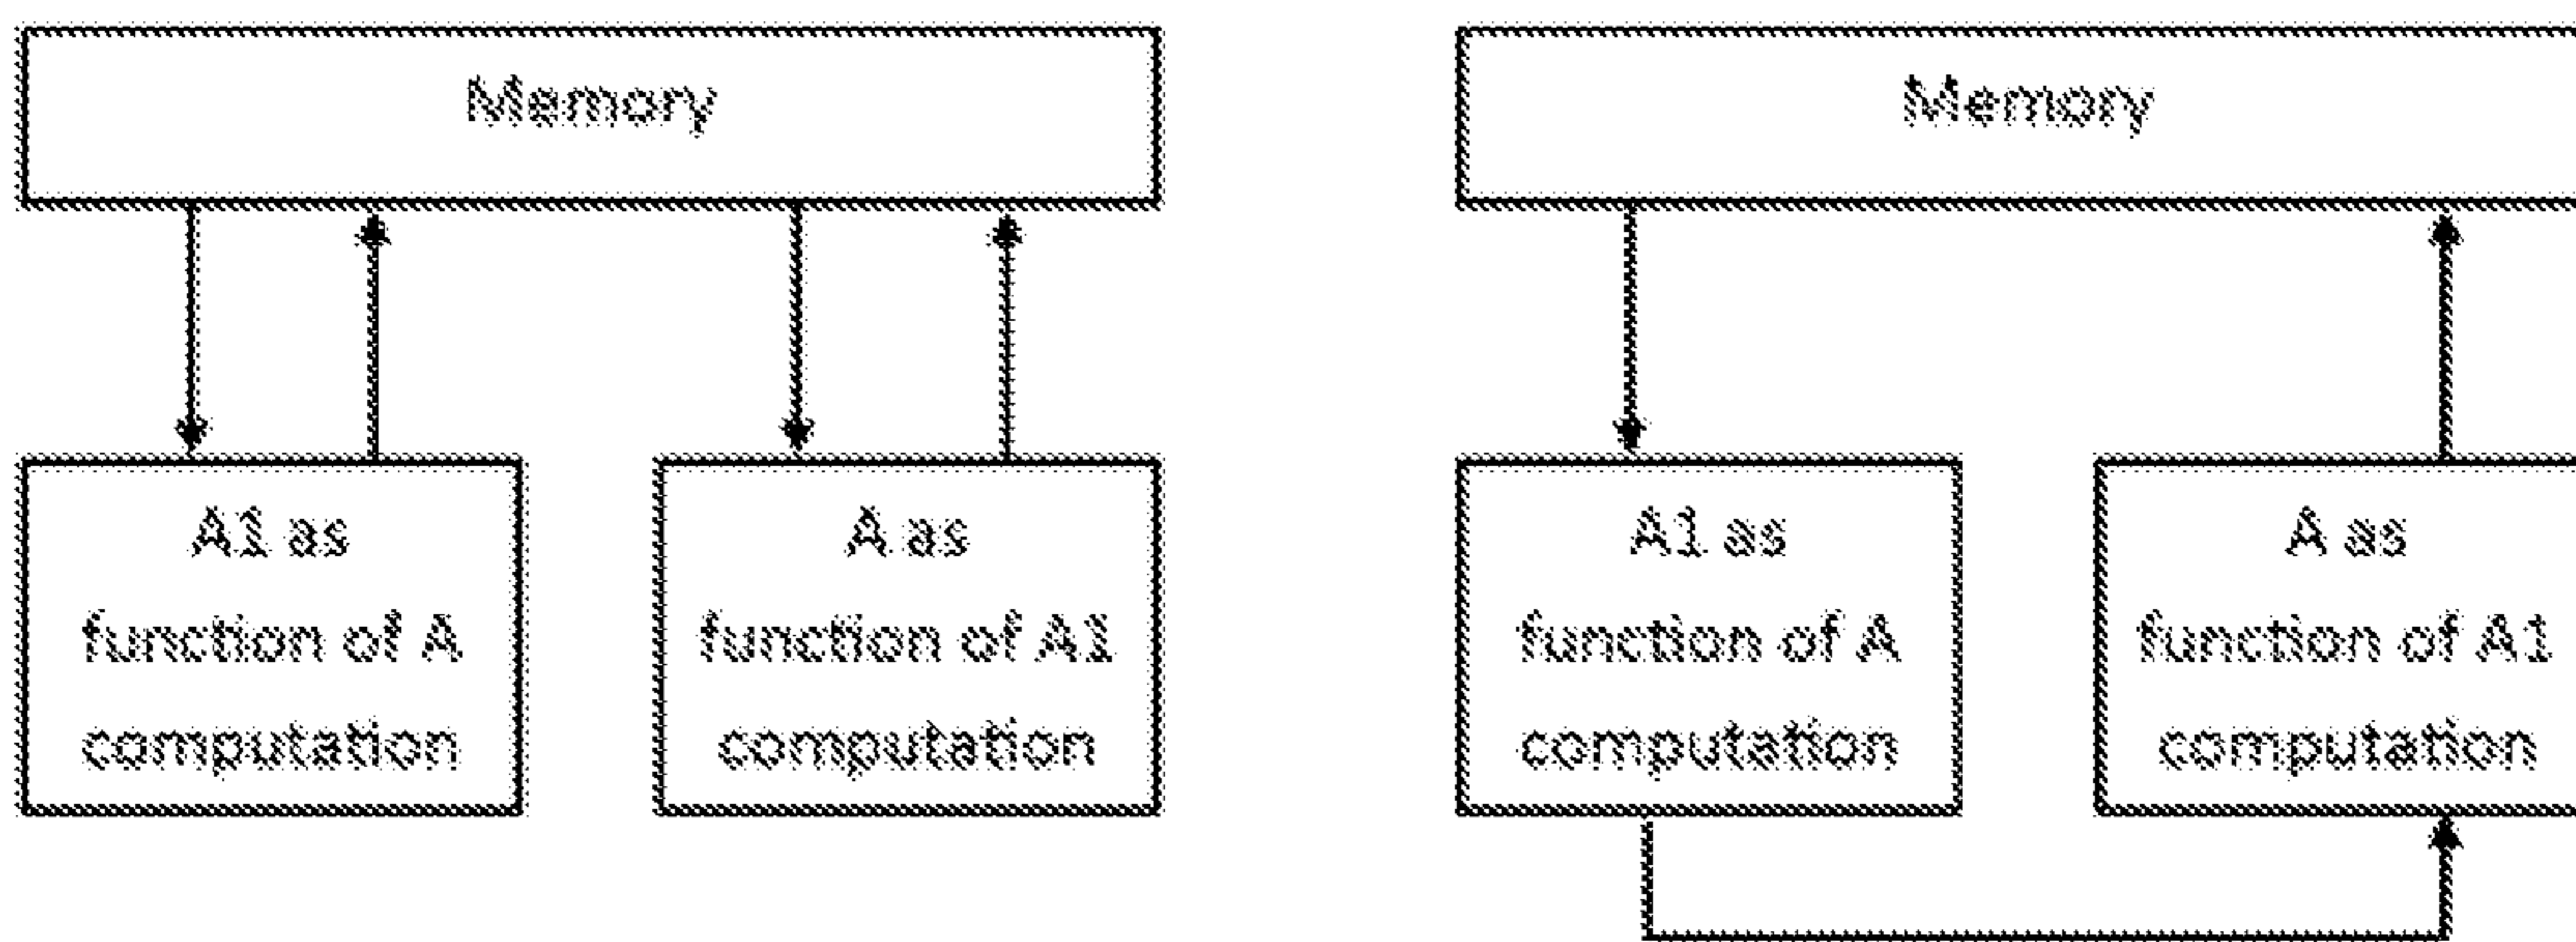 Memory
A1 as
function of A
computation
A as
function of A1
computation
Memory
A1 as
function of A
computation
A as
function of A1
computation